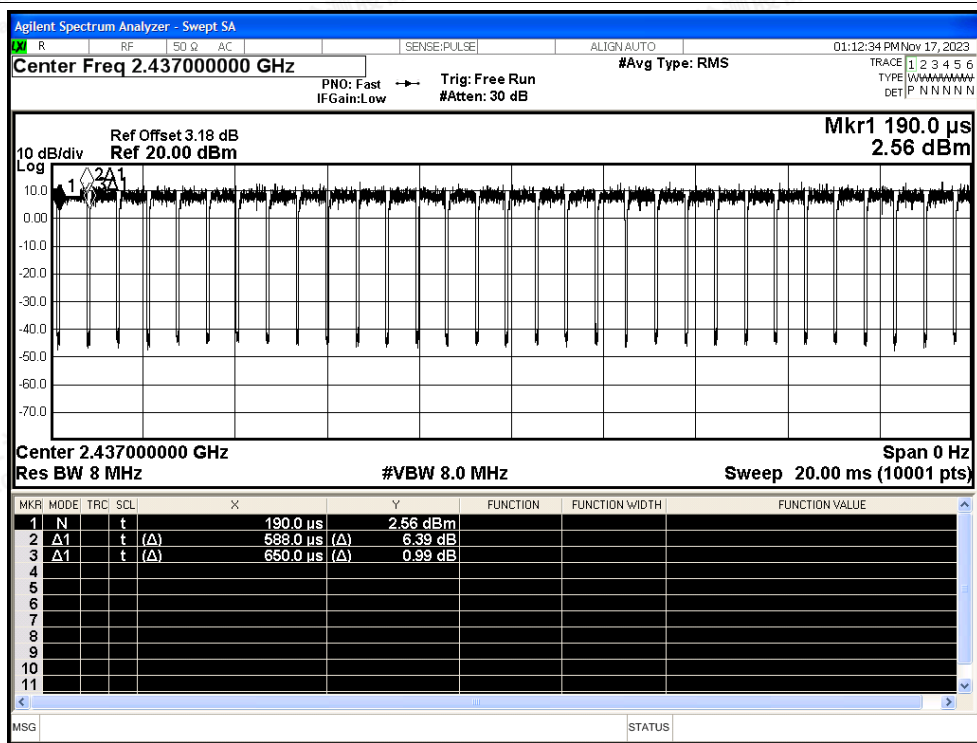 Agilent Spectrum Analyzer - Swept SA
LXI R RF 50 Ω AC SENSE:PULSE ALIGN AUTO 01:12:34 PM Nov 17, 2023
Center Freq 2.437000000 GHz #Avg Type: RMS TRACE 1 2 3 4 5 6
PNO: Fast Trig: Free Run TYPE WWWWWW
IFGain:Low #Atten: 30 dB DET P N N N N N
Mkr1 190.0 µs
Ref Offset 3.18 dB
10 dB/div Ref 20.00 dBm 2.56 dBm
Log
1 2Δ1
3Δ1
10.0
0.00
-10.0
-20.0
-30.0
-40.0
-50.0
-60.0
-70.0
Center 2.437000000 GHz Span 0 Hz
Res BW 8 MHz #VBW 8.0 MHz Sweep 20.00 ms (10001 pts)
MKR MODE TRC SCL X Y FUNCTION FUNCTION WIDTH FUNCTION VALUE
1 N t 190.0 µs 2.56 dBm
2 Δ1 t (Δ) 588.0 µs (Δ) 6.39 dB
3 Δ1 t (Δ) 650.0 µs (Δ) 0.99 dB
4
5
6
7
8
9
10
11
MSG STATUS